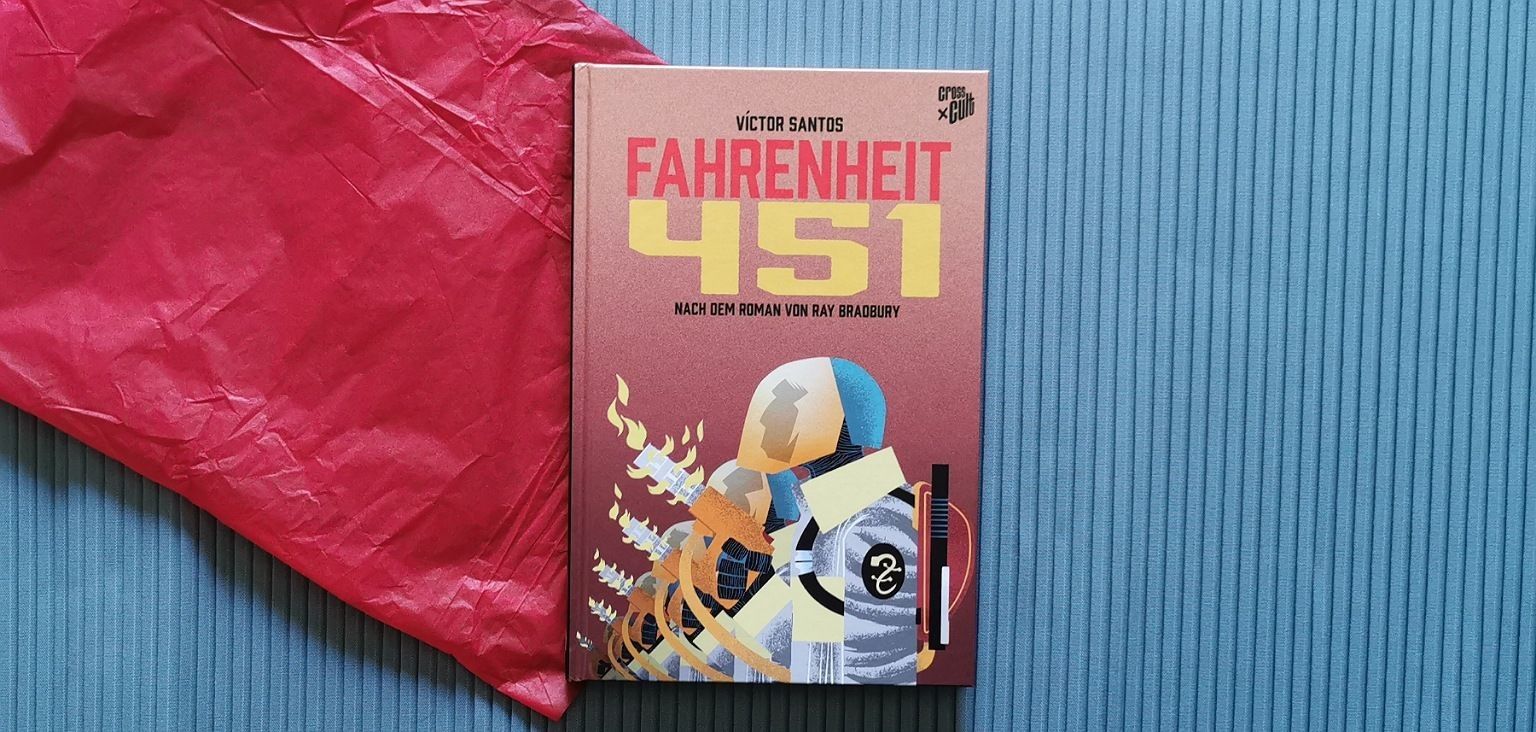 cross
cult
VÍCTOR SANTOS
FAHRENHEIT
451
NACH DEM ROMAN VON RAY BRADBURY